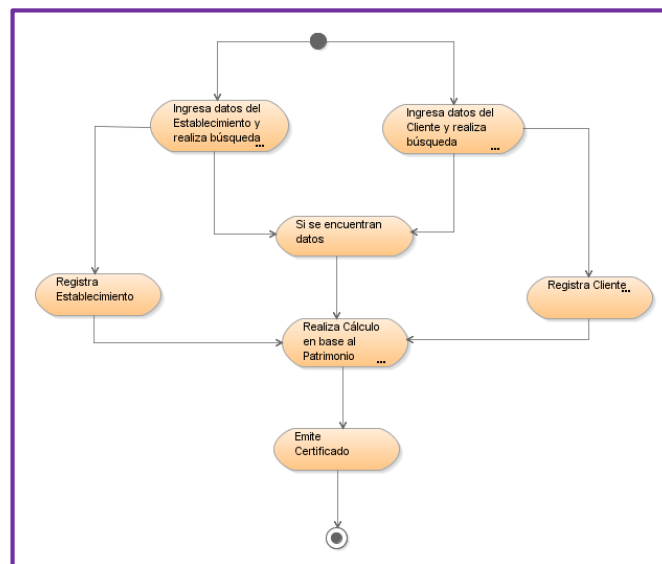 Ingresa datos del
Establecimiento y
realiza búsqueda
...
Ingresa datos del
Cliente y realiza
búsqueda
...
Si se encuentran
datos
Registra
Establecimiento
Registra Cliente
...
Realiza Cálculo
en base al
Patrimonio
...
Emite
Certificado